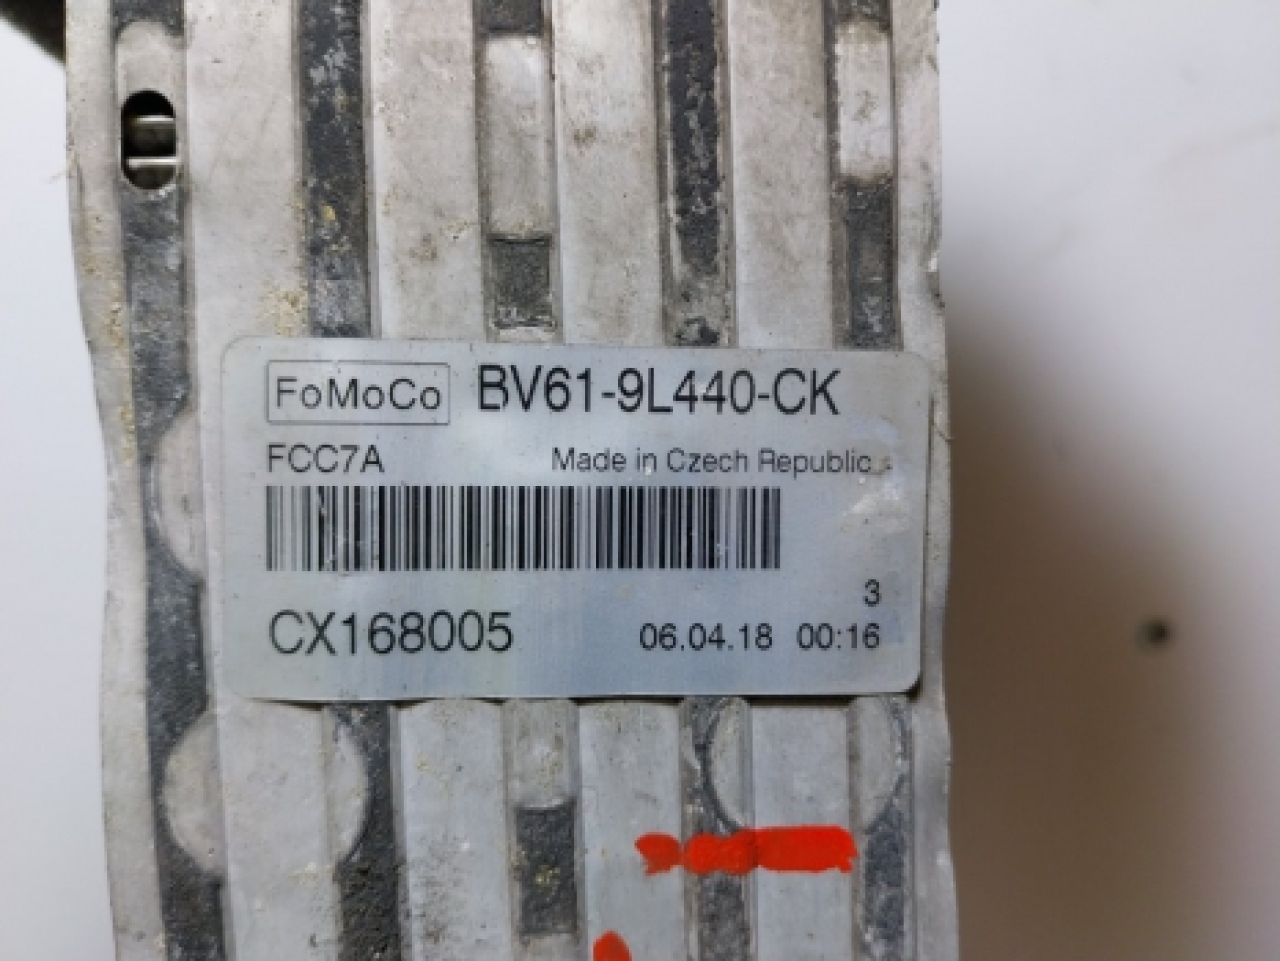 FoMoCo BV61-9L440-CK
FCC7A Made in Czech Republic
3
CX168005 06.04.18 00:16